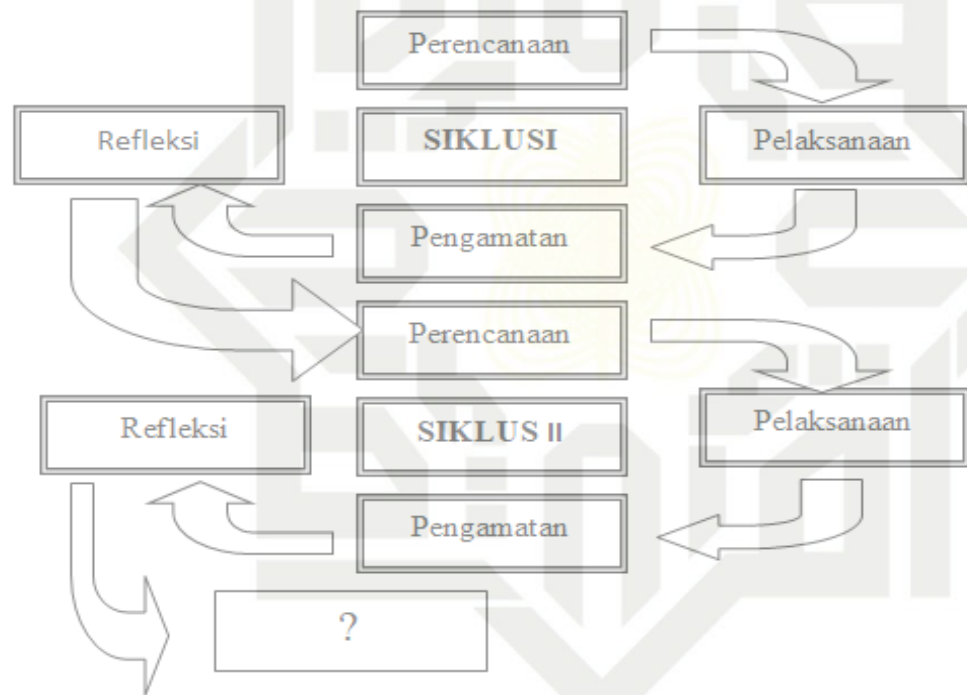 Perencanaan
Refleksi
SIKLUSI
Pelaksanaan
Pengamatan
Perencanaan
Refleksi
SIKLUS II
Pelaksanaan
Pengamatan
?